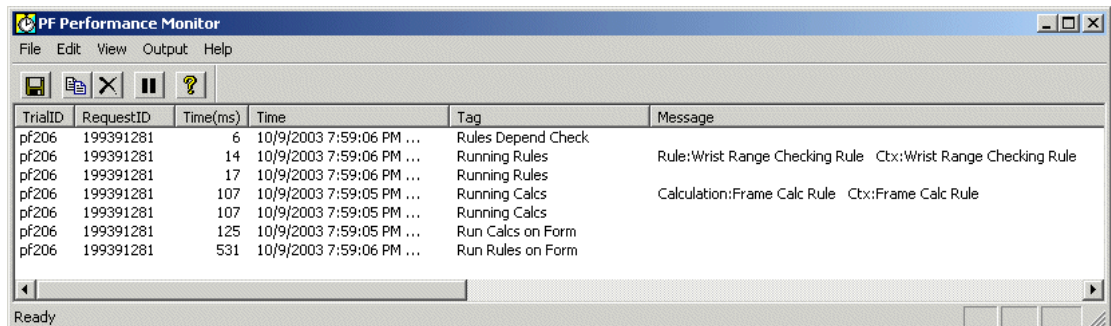 PF Performance Monitor
File Edit View Output Help
TrialID RequestID Time(ms) Time Tag Message
pf206 199391281 6 10/9/2003 7:59:06 PM ... Rules Depend Check
pf206 199391281 14 10/9/2003 7:59:06 PM ... Running Rules Rule:Wrist Range Checking Rule Ctx:Wrist Range Checking Rule
pf206 199391281 17 10/9/2003 7:59:06 PM ... Running Rules
pf206 199391281 107 10/9/2003 7:59:05 PM ... Running Calcs Calculation:Frame Calc Rule Ctx:Frame Calc Rule
pf206 199391281 107 10/9/2003 7:59:05 PM ... Running Calcs
pf206 199391281 125 10/9/2003 7:59:05 PM ... Run Calcs on Form
pf206 199391281 531 10/9/2003 7:59:06 PM ... Run Rules on Form
Ready